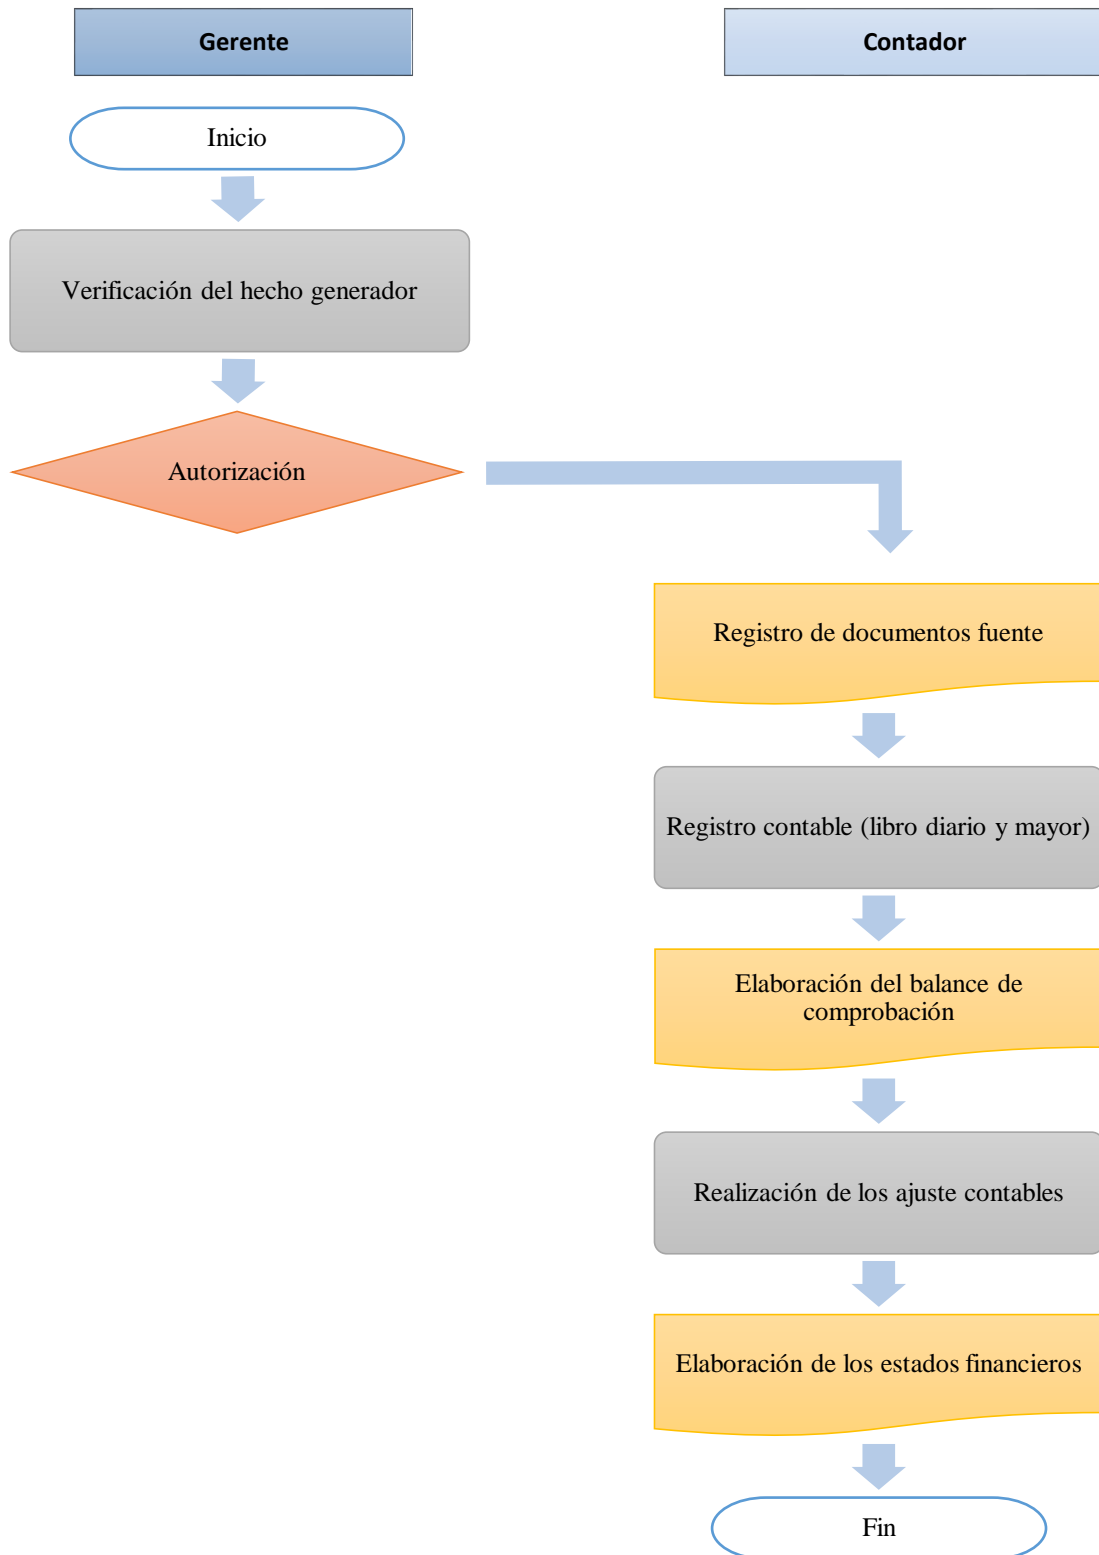 Gerente
Contador
Inicio
Verificación del hecho generador
Autorización
Registro de documentos fuente
Registro contable (libro diario y mayor)
Elaboración del balance de
comprobación
Realización de los ajuste contables
Elaboración de los estados financieros
Fin